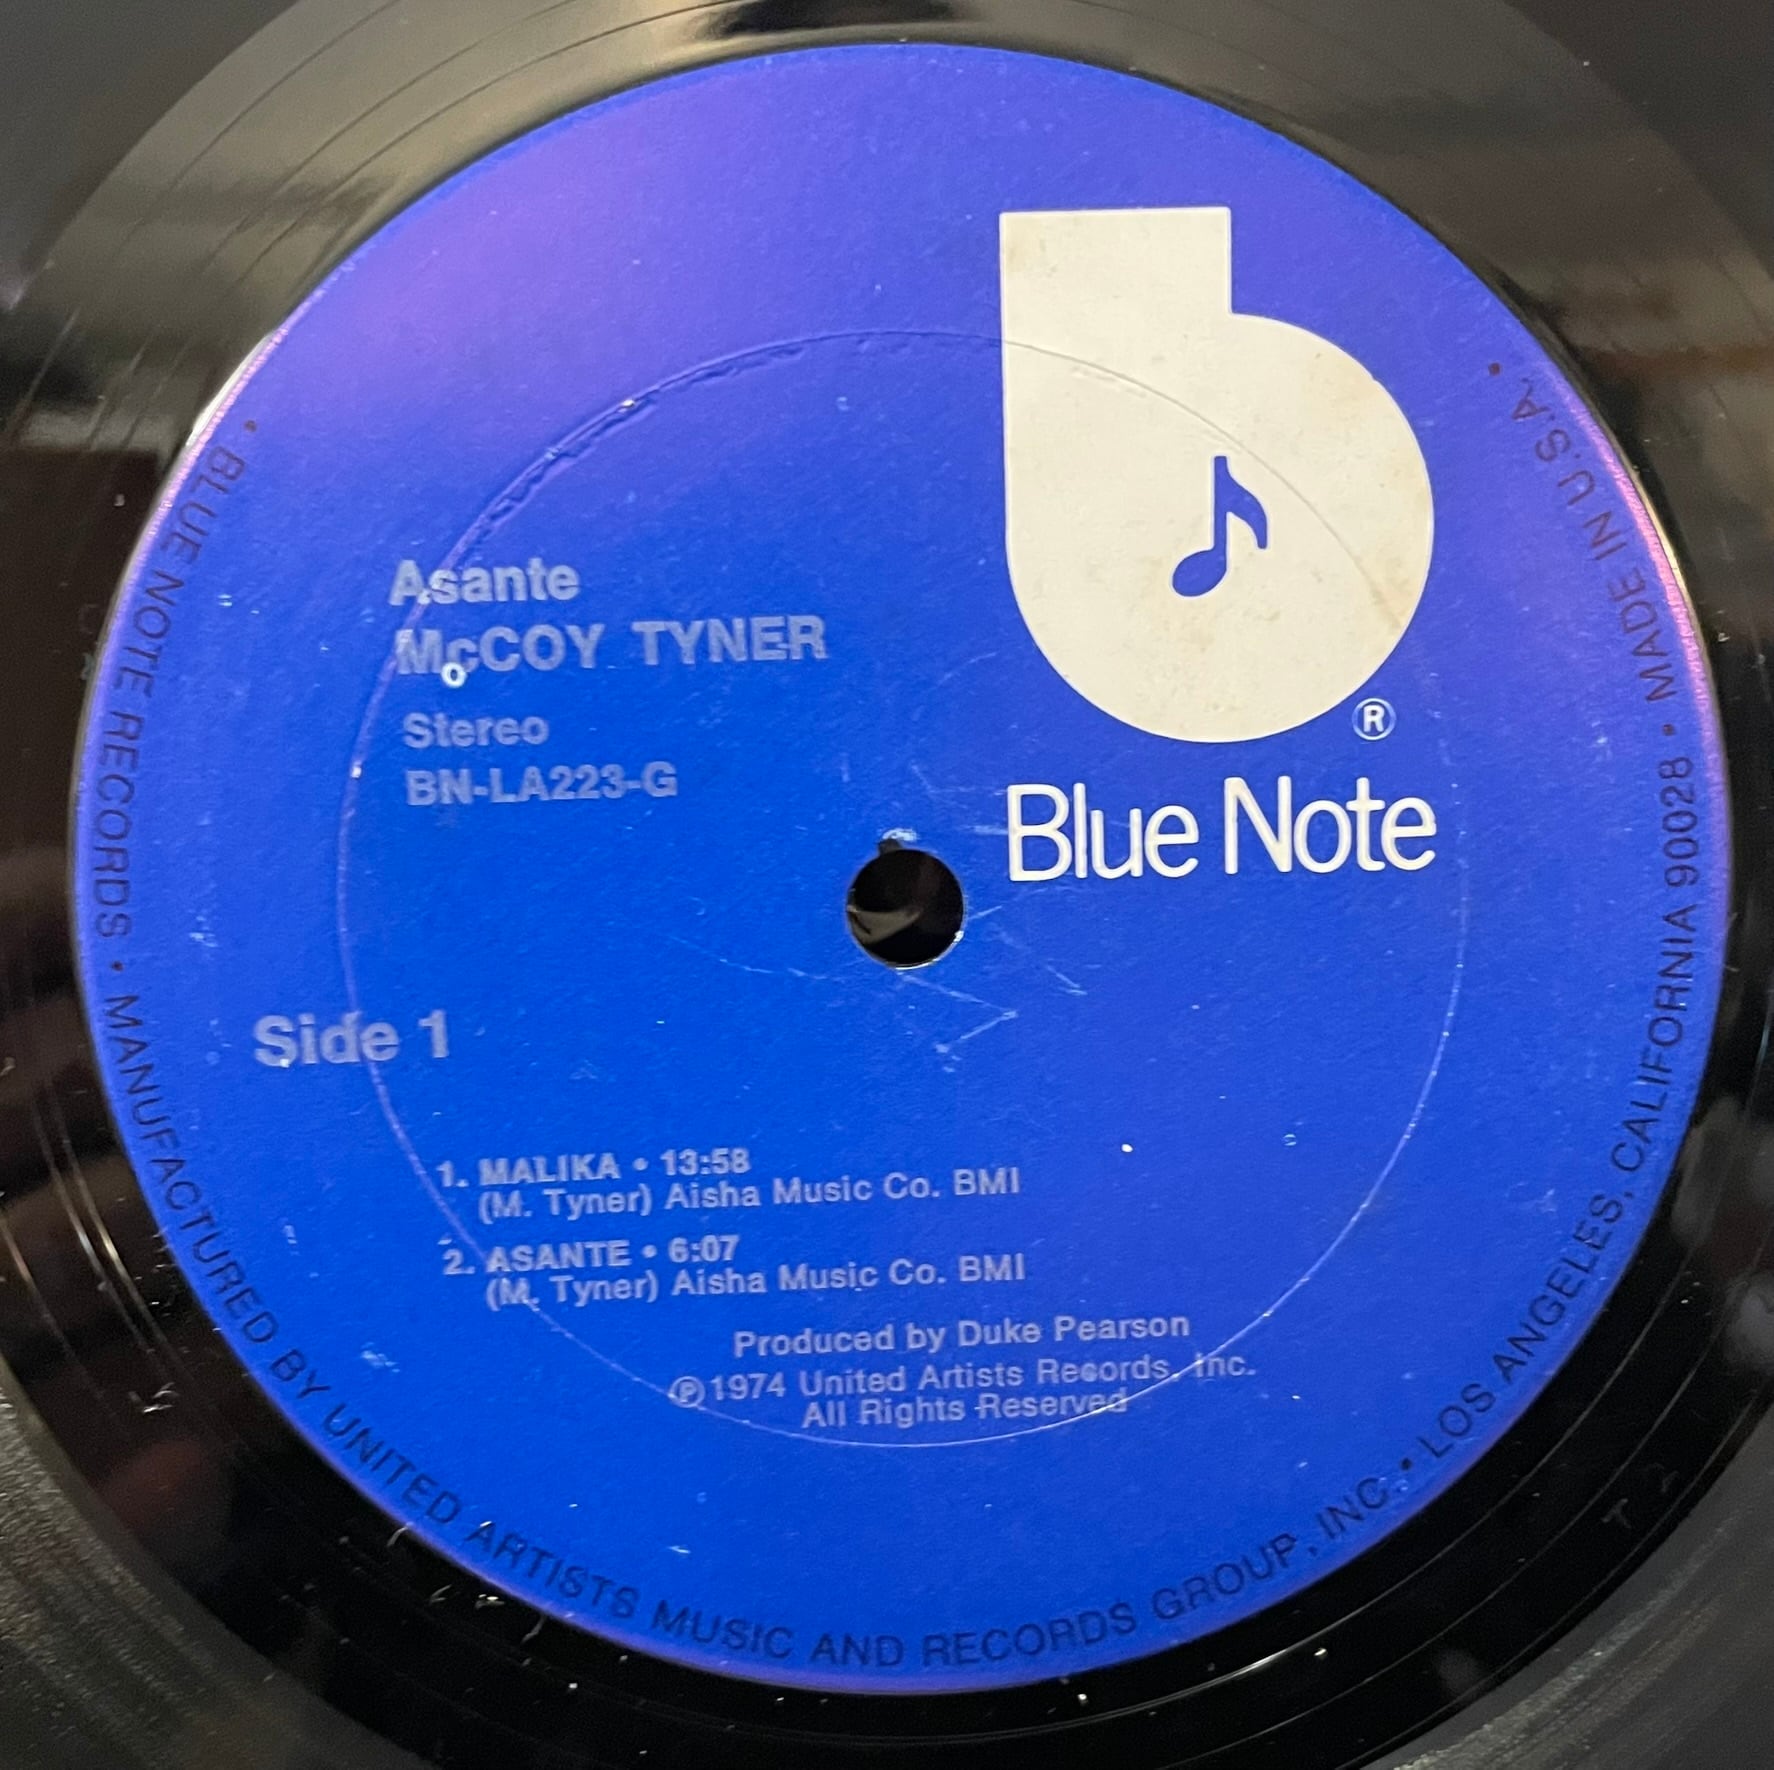 Asante
McCOY TYNER
Stereo
BN-LA223-G
®
Blue Note
Side 1
1. MALIKA • 13:58
(M. Tyner) Aisha Music Co. BMI
2. ASANTE • 6:07
(M. Tyner) Aisha Music Co. BMI
Produced by Duke Pearson
℗1974 United Artists Records, Inc.
All Rights Reserved
• BLUE NOTE RECORDS • MANUFACTURED BY UNITED ARTISTS MUSIC AND RECORDS GROUP, INC. • LOS ANGELES, CALIFORNIA 90028 • MADE IN U.S.A. •